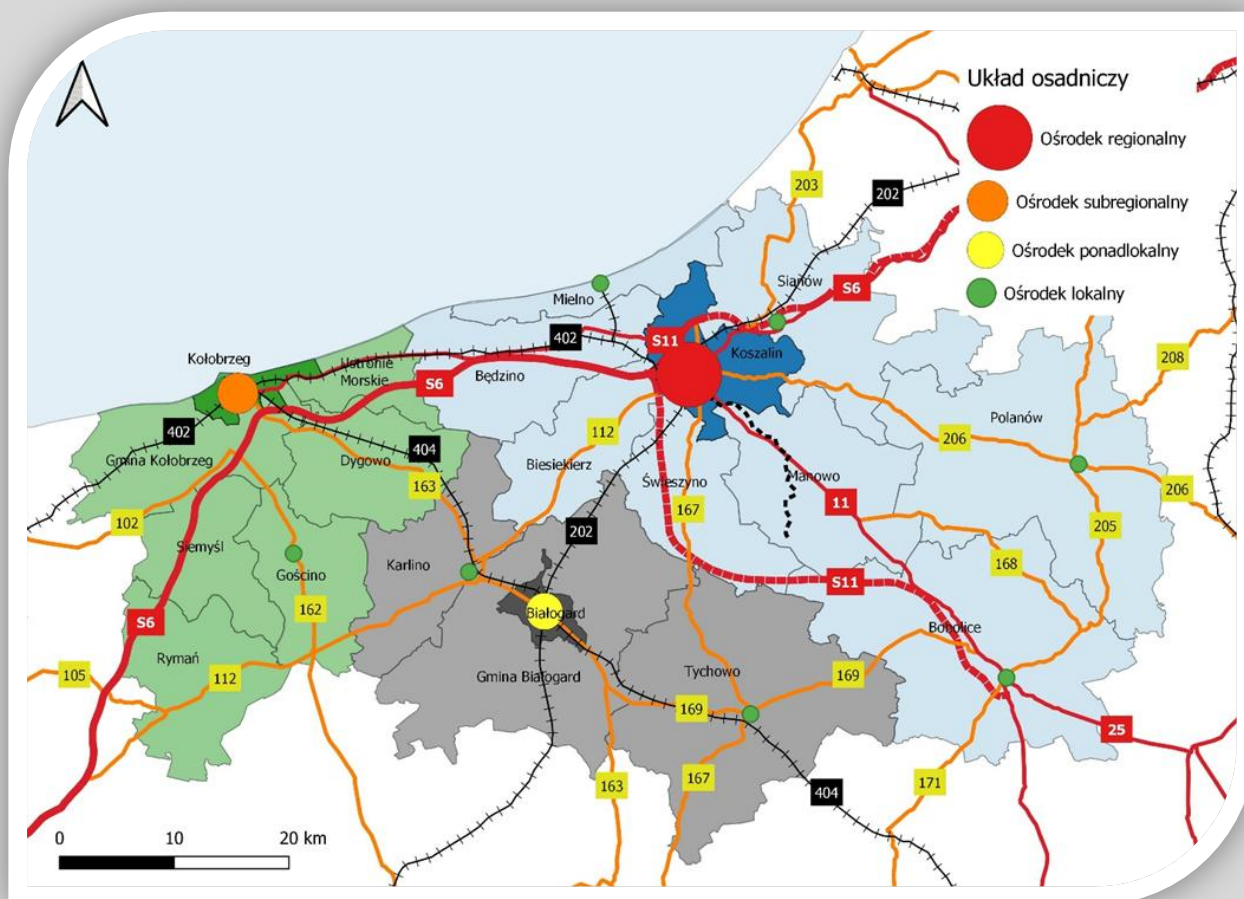 Układ osadniczy
Ośrodek regionalny
Ośrodek subregionalny
Ośrodek ponadlokalny
Ośrodek lokalny
203
202
Sianów
S6
Mielno
402
S11
Koszalin
208
Kołobrzeg
Ustronie
Morskie
S6
Będzino
Polanów
402
404
112
206
Gmina Kołobrzeg
Dygowo
Biesiekierz
Świeszyno
Manowo
206
163
167
11
102
202
205
Siemyśl
Gościno
Karlino
168
S11
162
Białogard
S6
Bobolice
Rymań
105
112
Gmina Białogard
Tychowo
169
169
25
163
167
404
171
0 10 20 km